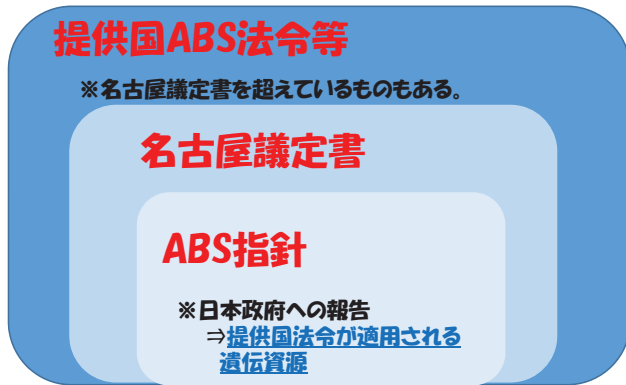 提供国ABS法令等
※名古屋議定書を超えているものもある。
名古屋議定書
ABS指針
※日本政府への報告
⇒提供国法令が適用される
遺伝資源